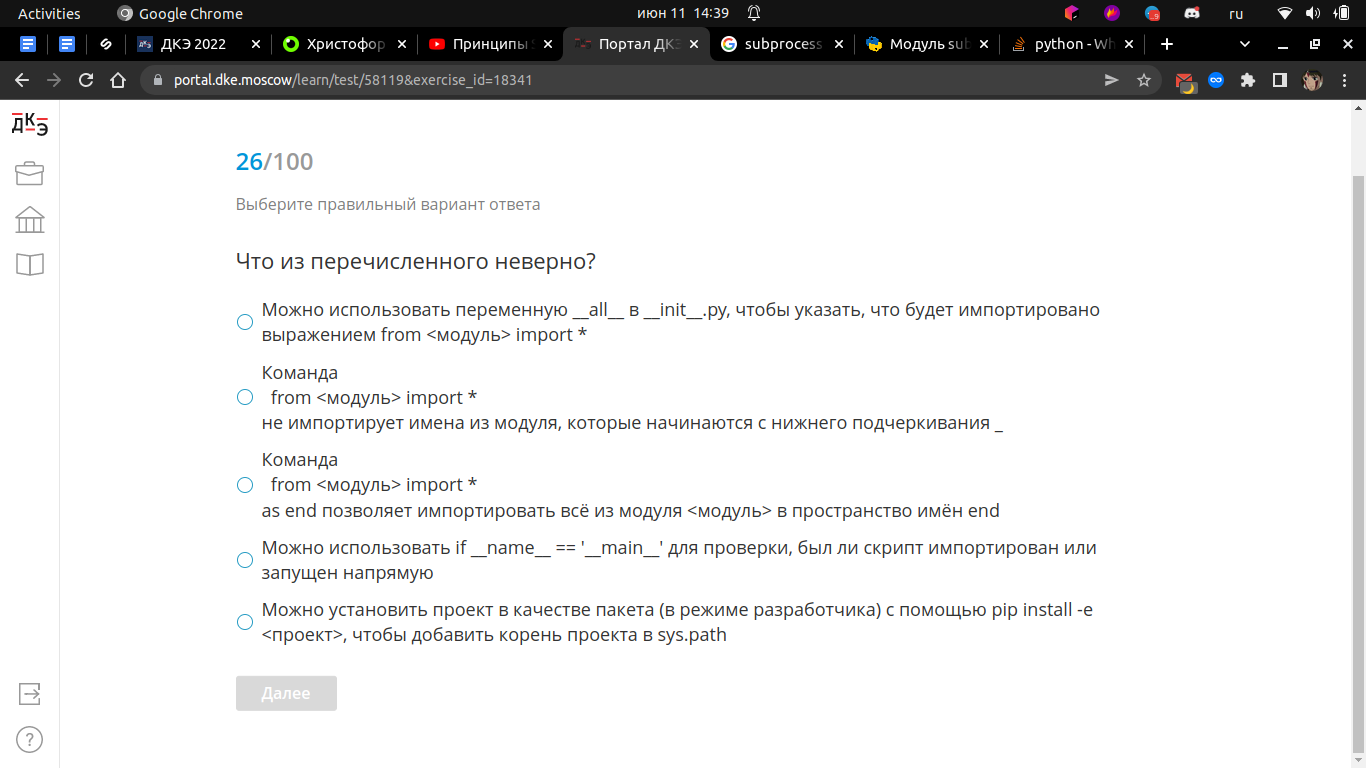 Activities
Google Chrome
июн 11 14:39
9
ru
ДКЭ 2022
Христофор
Принципы
Портал ДКЭ
subprocess
Модуль sub
python - Wh
portal.dke.moscow/learn/test/58119&exercise_id=18341
ДКЭ
26/100
Выберите правильный вариант ответа
Что из перечисленного неверно?
Можно использовать переменную __all__ в __init__.py, чтобы указать, что будет импортировано
выражением from <модуль> import *
Команда
from <модуль> import *
не импортирует имена из модуля, которые начинаются с нижнего подчеркивания _
Команда
from <модуль> import *
as end позволяет импортировать всё из модуля <модуль> в пространство имён end
Можно использовать if __name__ == '__main__' для проверки, был ли скрипт импортирован или
запущен напрямую
Можно установить проект в качестве пакета (в режиме разработчика) с помощью pip install -e
<проект>, чтобы добавить корень проекта в sys.path
Далее
?